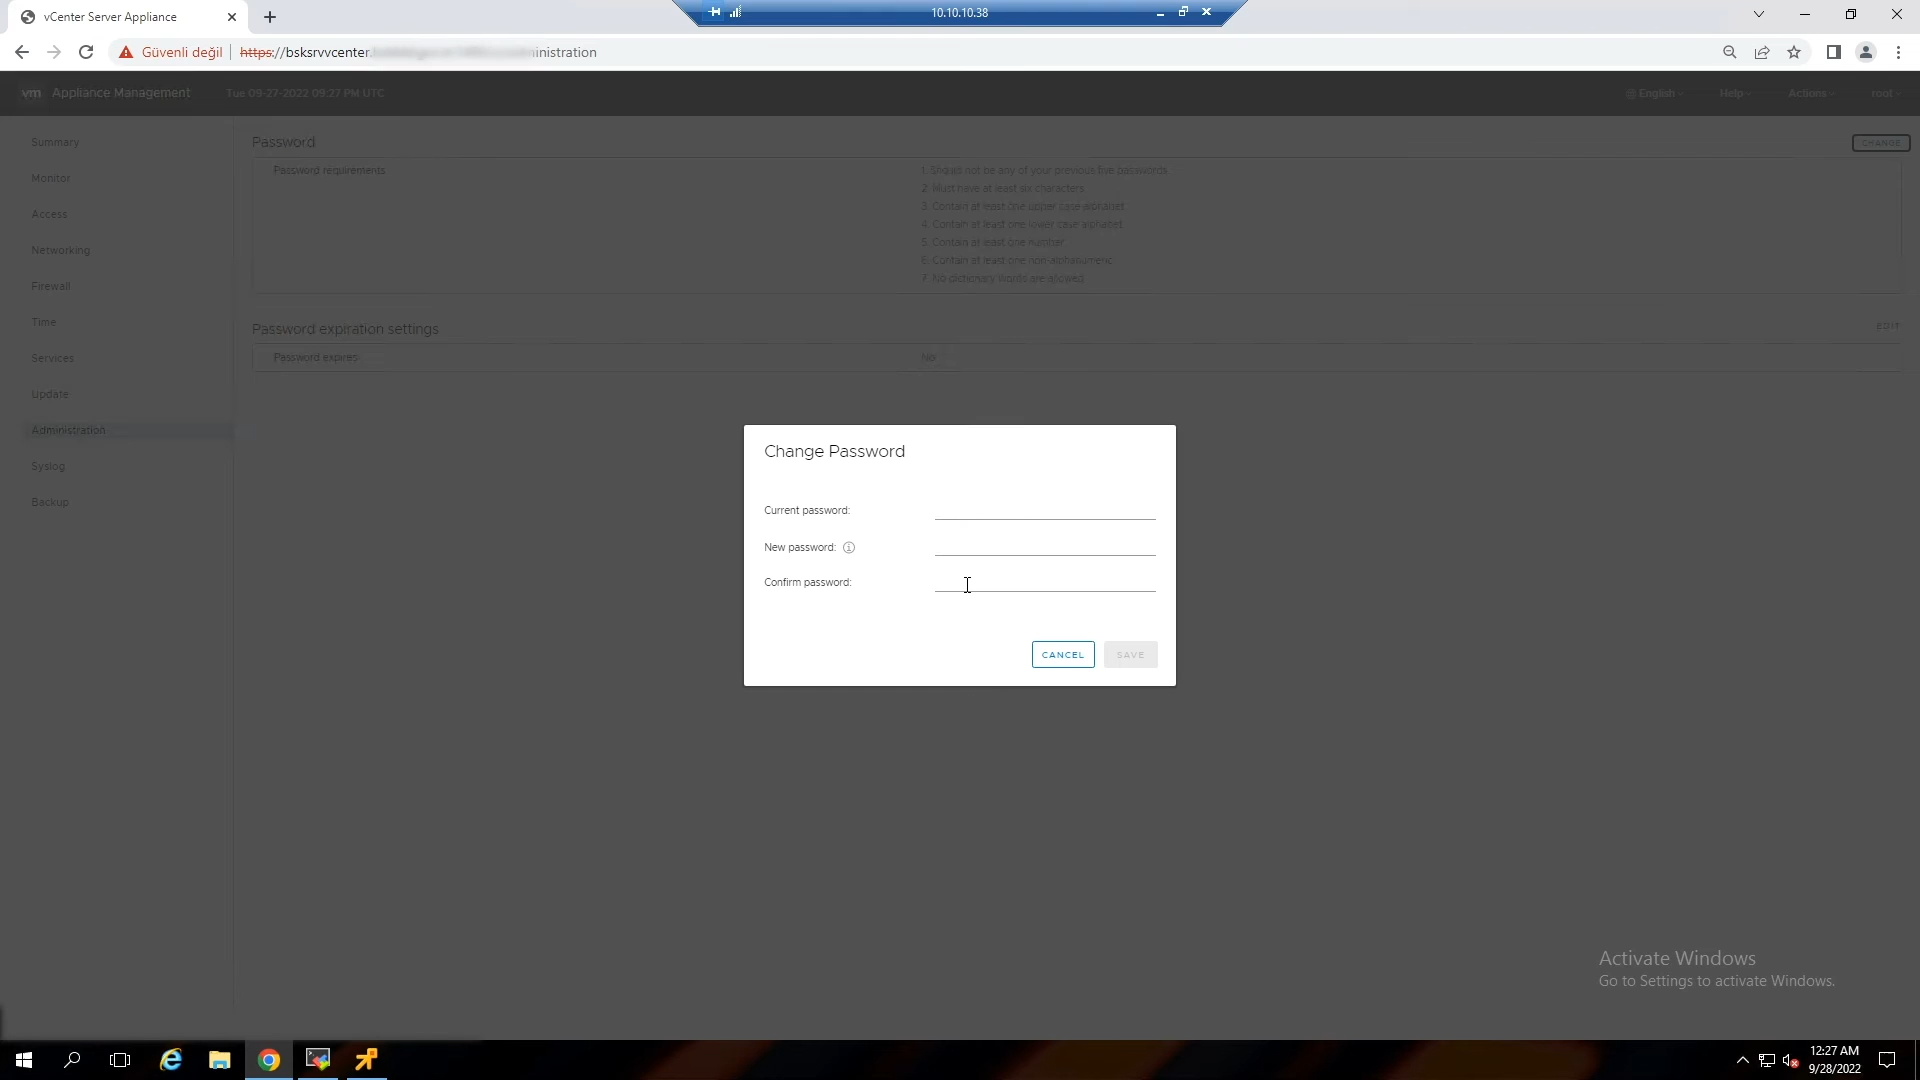 vCenter Server Appliance
10.10.10.38
Güvenli değil
https://bsksrvvcenter.
inistration
vm Appliance Management
Tue 09-27-2022 09:27 PM UTC
English
Help
Actions
root
Summary
Monitor
Access
Networking
Firewall
Time
Services
Update
Administration
Syslog
Backup
Password
CHANGE
Password requirements
1. Should not be any of your previous five passwords
2. Must have at least six characters
3. Contain at least one upper case alphabet
4. Contain at least one lower case alphabet
5. Contain at least one number
6. Contain at least one non-alphanumeric
7. No dictionary words are allowed
Password expiration settings
EDIT
Password expires
No
Change Password
Current password:
New password:
Confirm password:
CANCEL
SAVE
Activate Windows
Go to Settings to activate Windows.
12:27 AM
9/28/2022